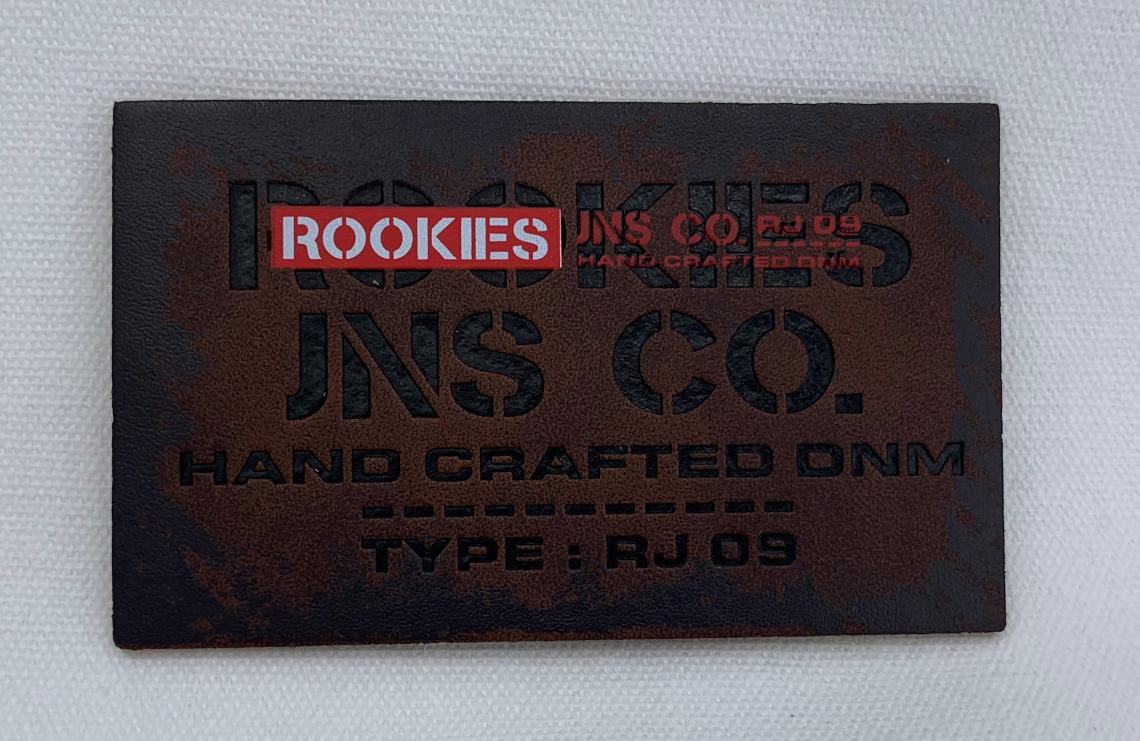 ROOKIES
ROOKIES JNS CO. RJ 09
HAND CRAFTED DNM
JNS CO.
HAND CRAFTED DNM
TYPE : RJ 09